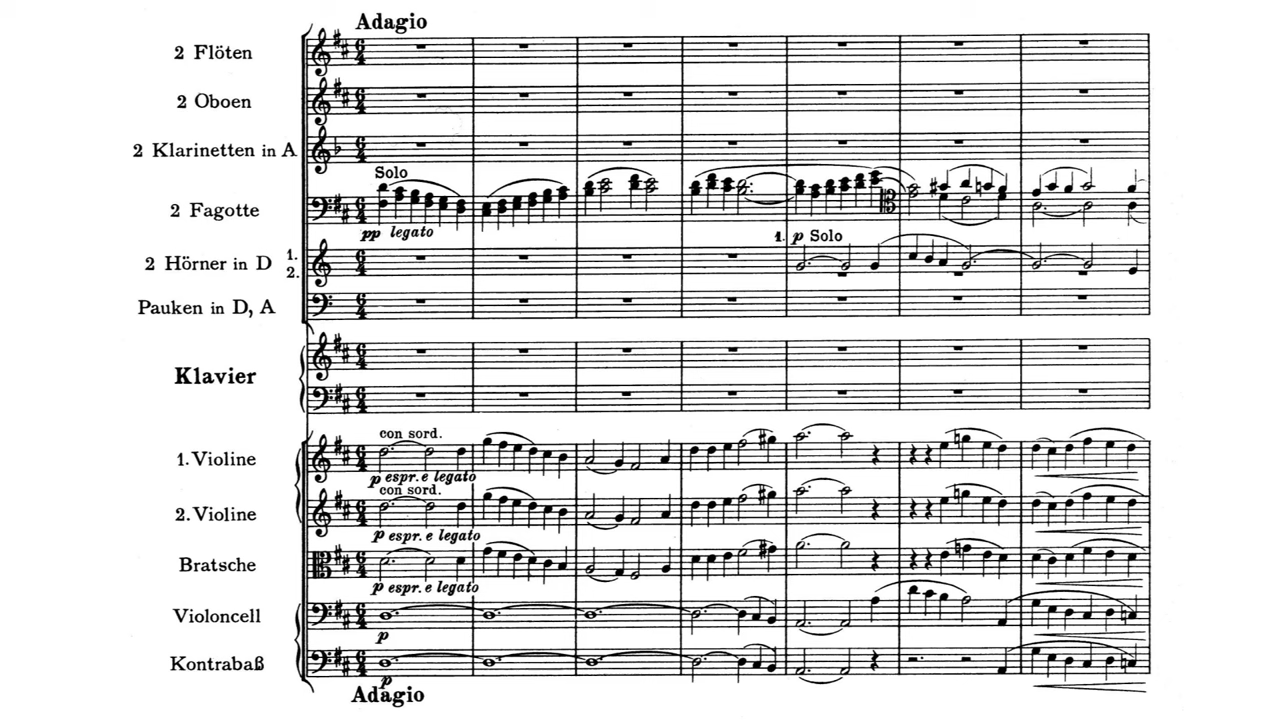 Adagio
2 Flöten
2 Oboen
2 Klarinetten in A
Solo
2 Fagotte
pp legato
1. p Solo
2 Hörner in D 1.
2.
Pauken in D, A
Klavier
con sord.
1. Violine
p espr. e legato
con sord.
2. Violine
p espr. e legato
Bratsche
p espr. e legato
Violoncell
p
Kontrabaß
p
Adagio